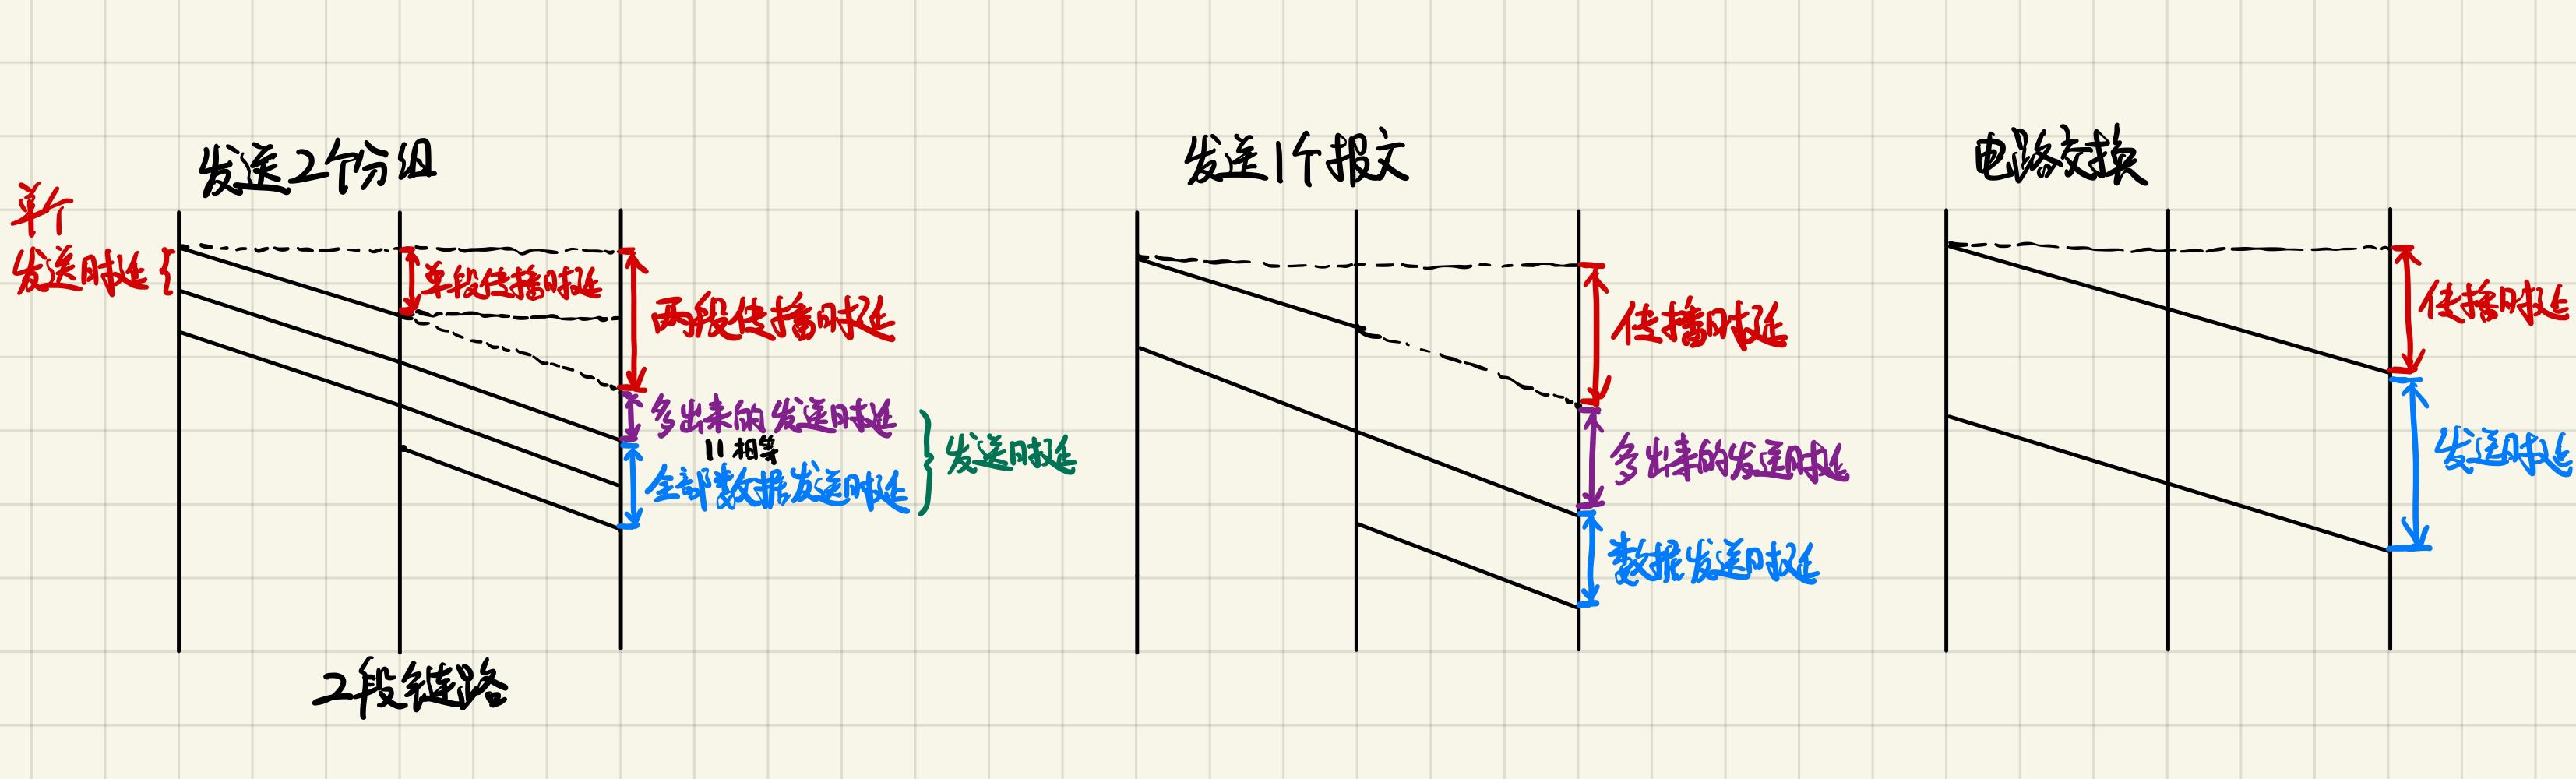 发送2个分组
单个
发送时延
单段传播时延
两段传播时延
多出来的发送时延
11 相等
全部数据发送时延
发送时延
2段链路
发送1个报文
传播时延
多出来的发送时延
数据发送时延
电路交换
传播时延
发送时延